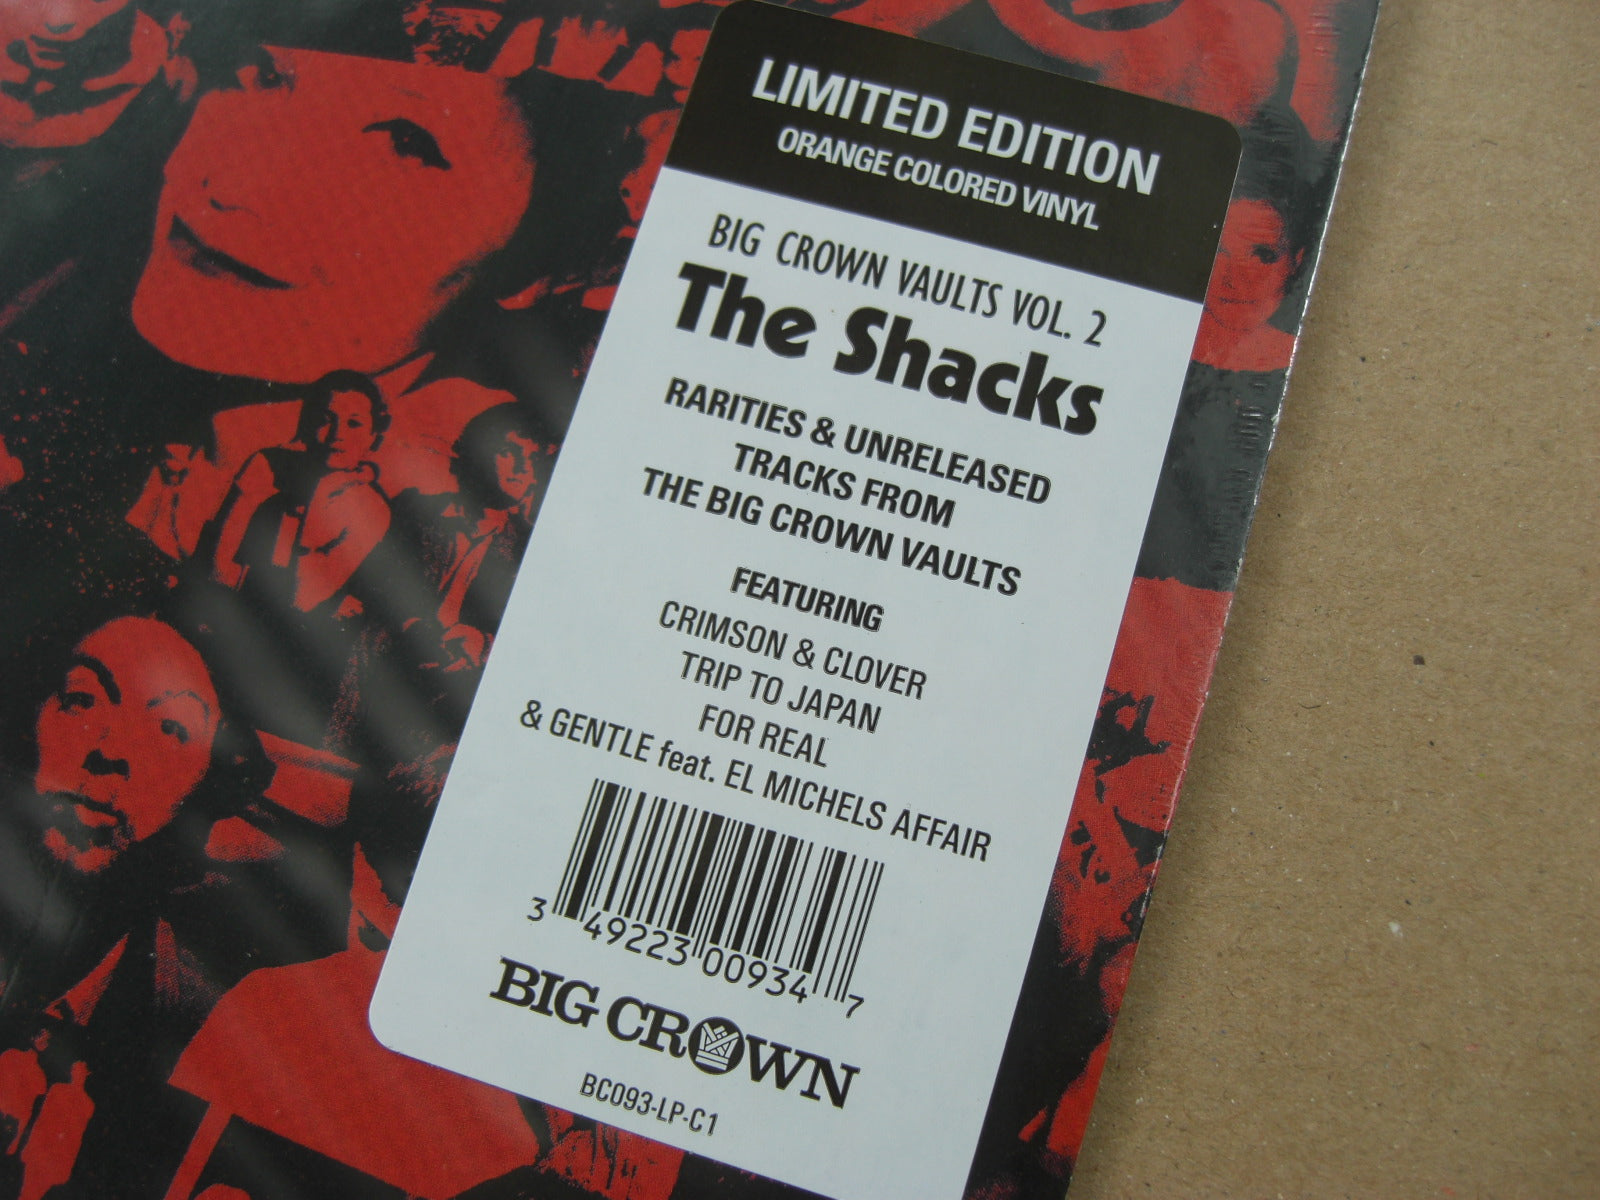 LIMITED EDITION
ORANGE COLORED VINYL
BIG CROWN VAULTS VOL. 2
The Shacks
RARITIES & UNRELEASED
TRACKS FROM
THE BIG CROWN VAULTS
FEATURING
CRIMSON & CLOVER
TRIP TO JAPAN
FOR REAL
& GENTLE feat. EL MICHELS AFFAIR
3 49223 00934 7
BIG CROWN
BC093-LP-C1